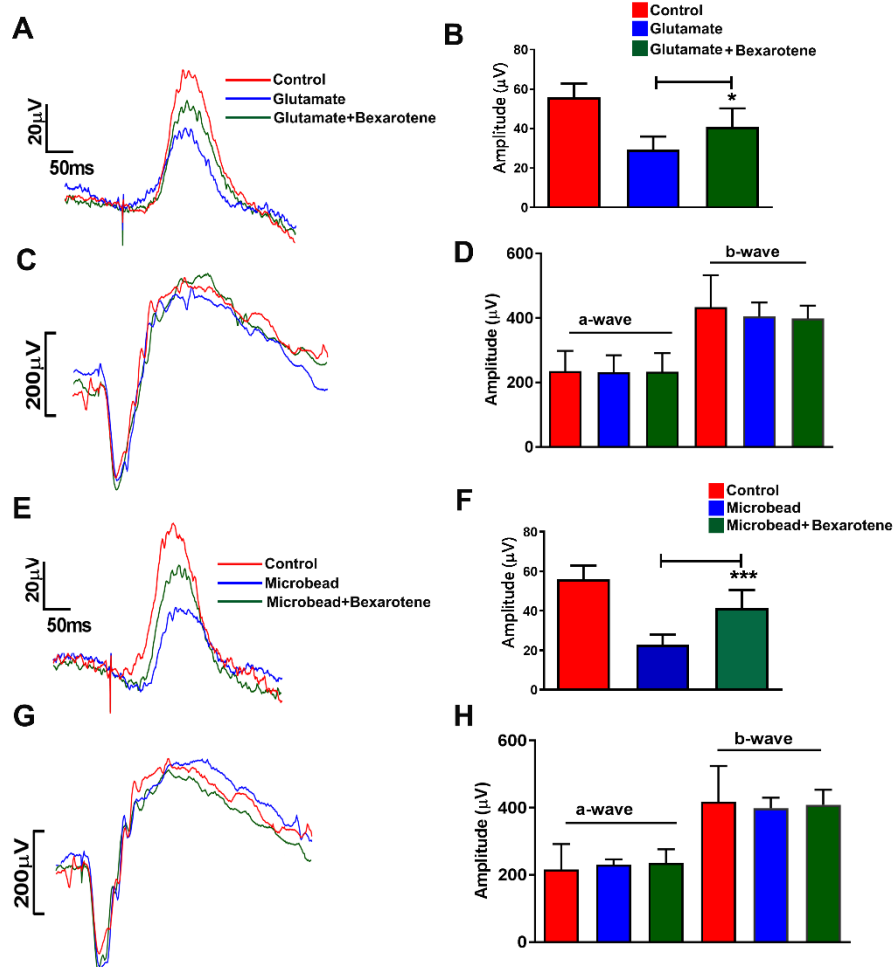 A
Control
Glutamate
Glutamate+Bexarotene
20μV
50ms
B
Control
Glutamate
Glutamate+Bexarotene
Amplitude (μV)
80
60
40
20
0
*
C
200μV
D
Amplitude (μV)
600
400
200
0
a-wave
b-wave
E
Control
Microbead
Microbead+Bexarotene
20μV
50ms
F
Control
Microbead
Microbead+Bexarotene
Amplitude (μV)
80
60
40
20
0
***
G
200μV
H
Amplitude (μV)
600
400
200
0
a-wave
b-wave